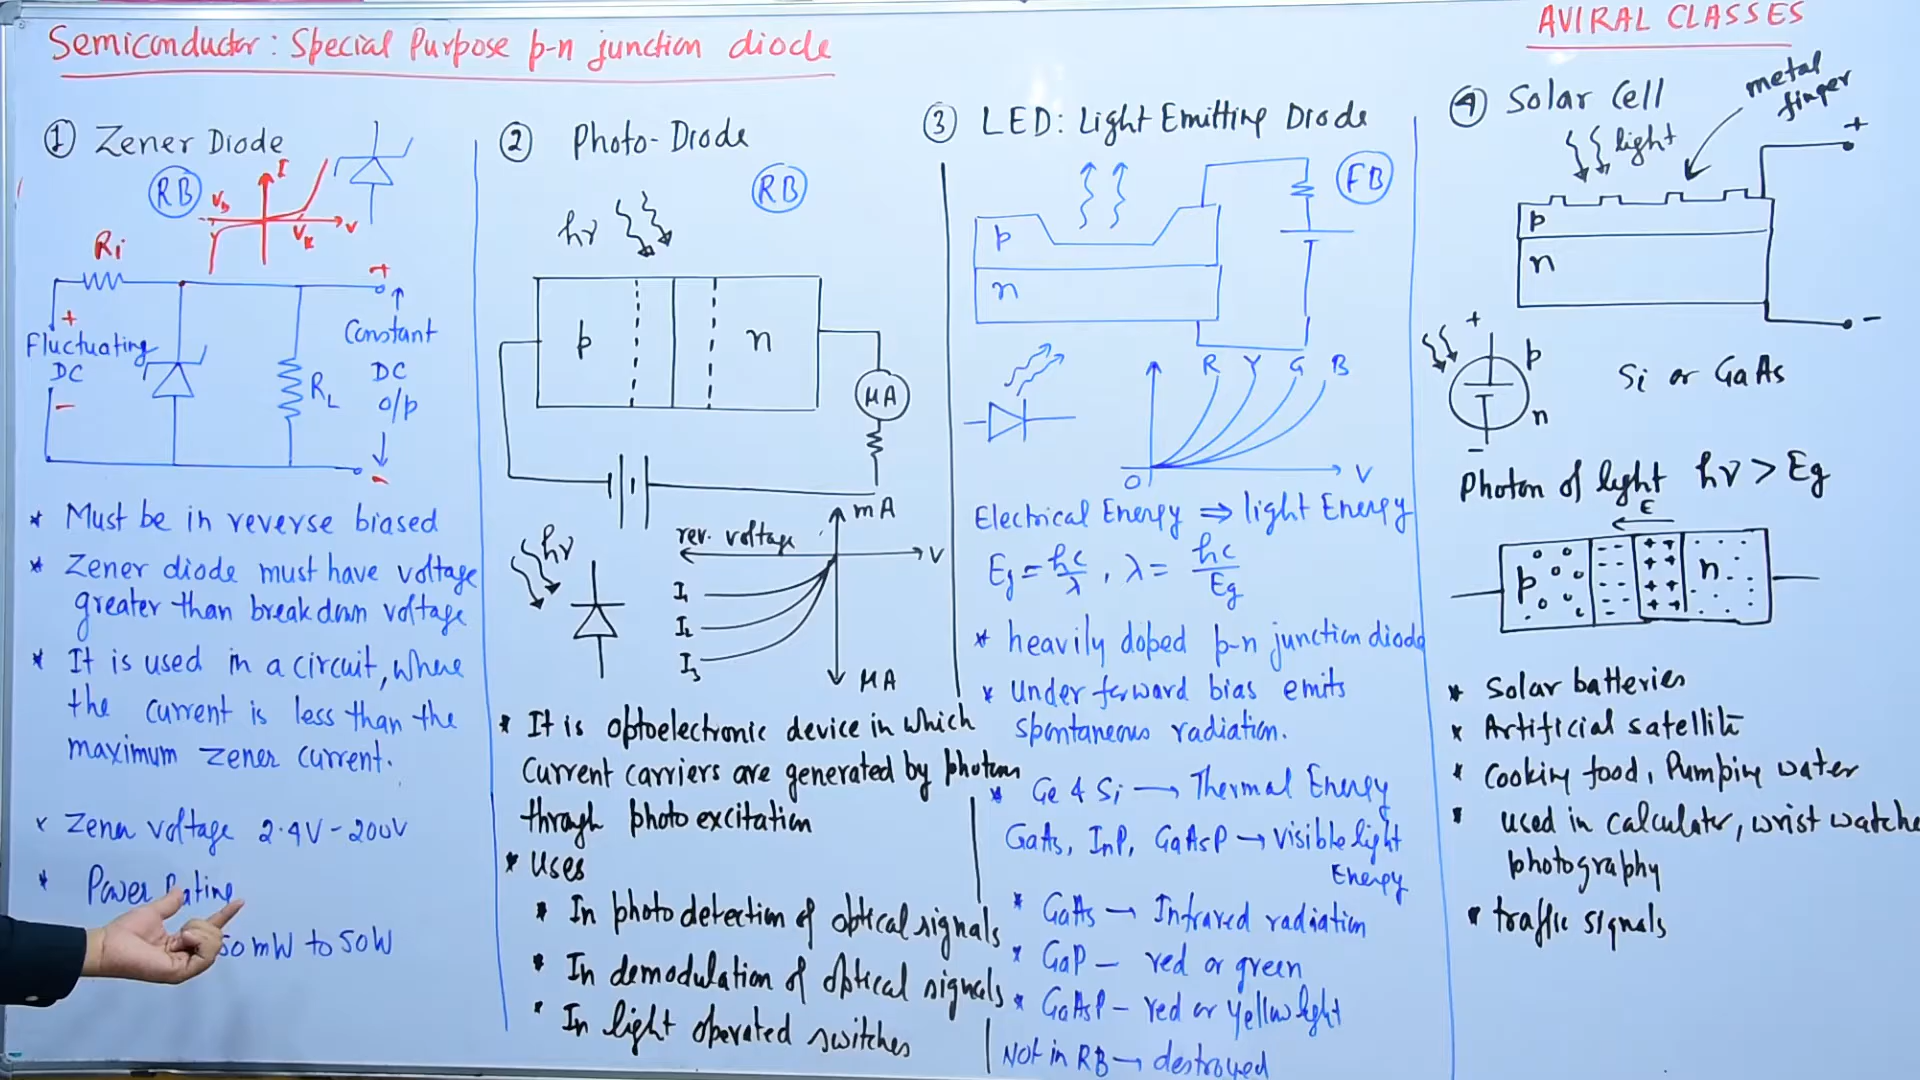 Semiconductor: Special Purpose p-n junction diode
AVIRAL CLASSES
① Zener Diode
RB
I
V
Vb
Vk
Ri
+
Fluctuating
DC
-
RL
+
Constant
DC
o/p
-
* Must be in reverse biased
* Zener diode must have voltage
greater than breakdown voltage
* It is used in a circuit, where
the current is less than the
maximum zener current.
* Zener voltage 2.4V - 200V
* Power Rating
50mW to 50W
② Photo-Diode
RB
hν
p
n
μA
hν
rev. voltage
mA
V
I₁
I₂
I₃
μA
* It is optoelectronic device in which
current carriers are generated by photons
through photo excitation
* Uses
* In photo detection of optical signals
* In demodulation of optical signals
* In light operated switches
③ LED: Light Emitting Diode
FB
p
n
R Y G B
O
V
Electrical Energy ⇒ light Energy
Eg = hc/λ, λ = hc/Eg
* heavily doped p-n junction diode
* under forward bias emits
spontaneous radiation.
* Ge & Si → Thermal Energy
GaAs, InP, GaAsP → visible light
Energy
* GaAs → Infrared radiation
* GaP - red or green
* GaAsP - red or yellow light
Not in RB → destroyed
④ Solar Cell
metal
finger
light
+
p
n
-
+
p
n
-
Si or GaAs
Photon of light hν > Eg
E
p
n
* Solar batteries
* Artificial satellite
* Cooking food, Pumping water
* used in calculator, wrist watche
photography
* traffic signals